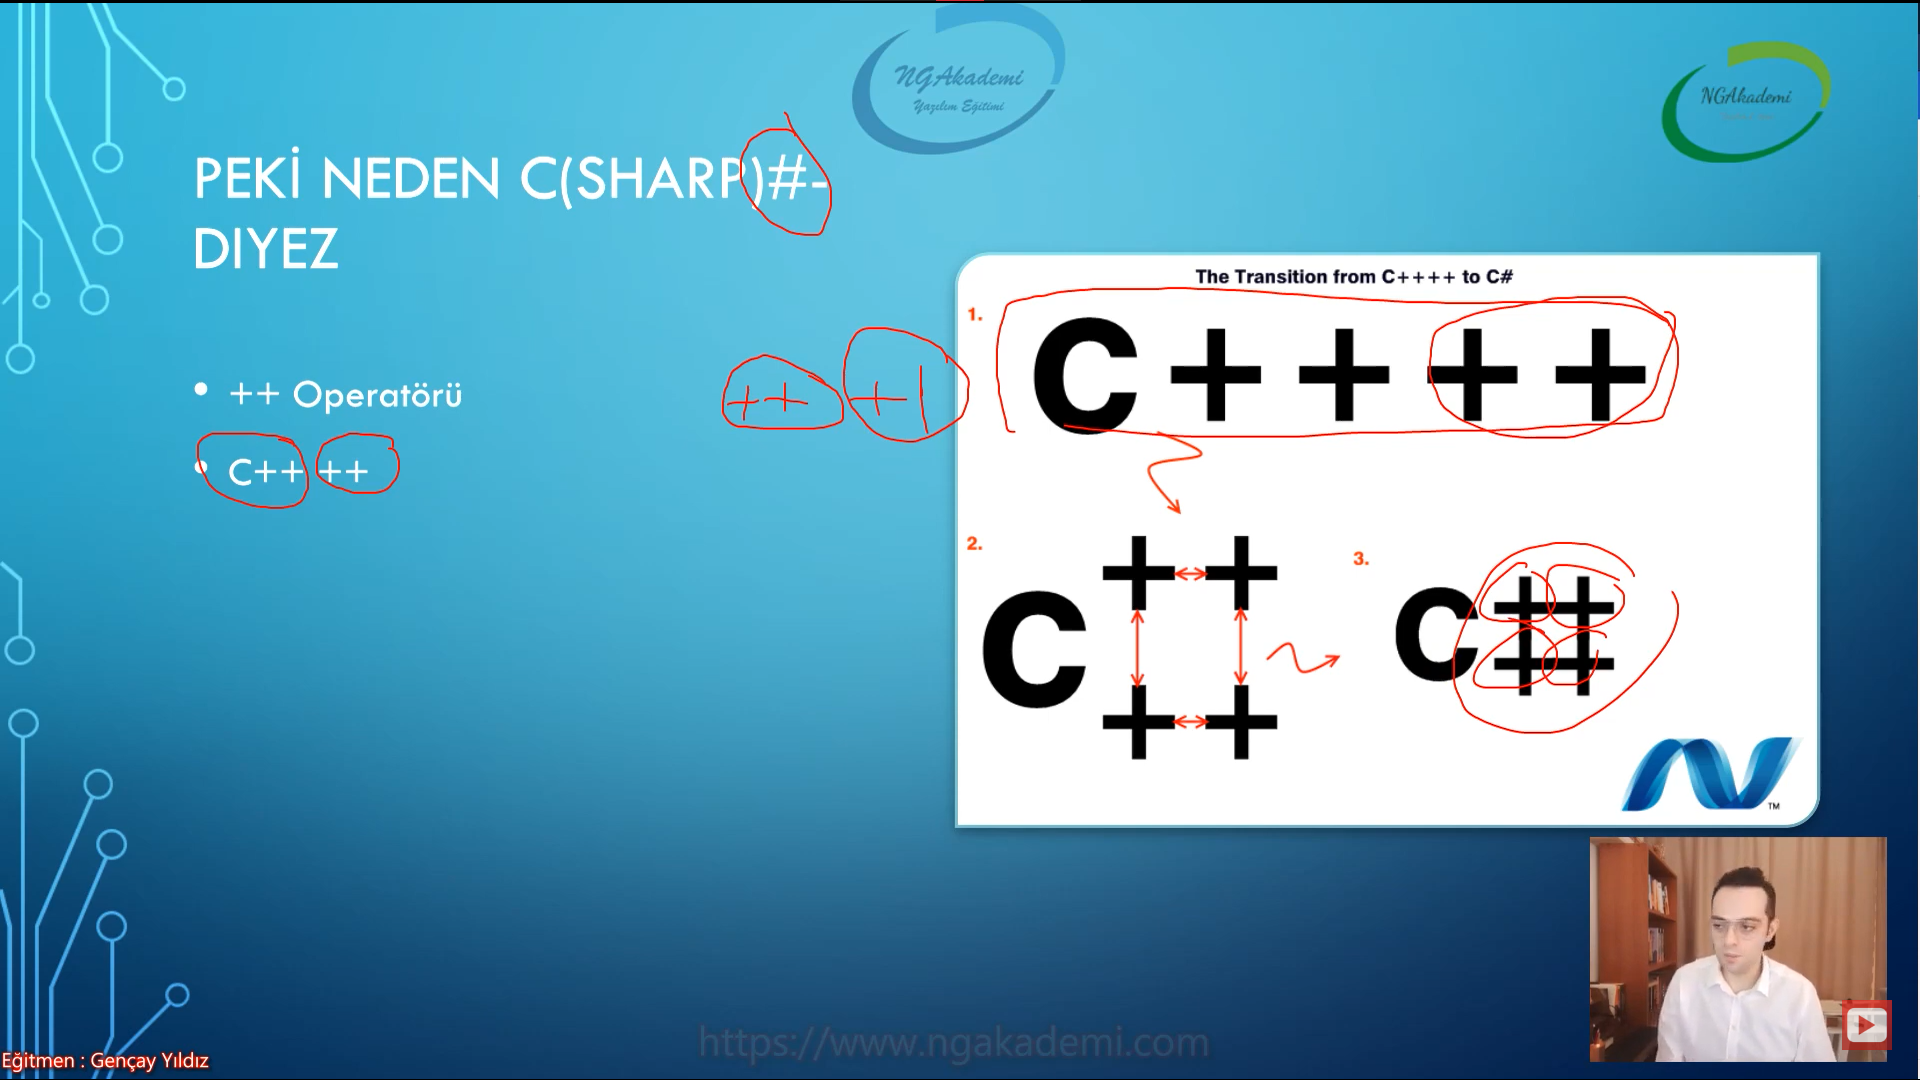 NGAkademi
Yazılım Eğitimi
NGAkademi
PEKİ NEDEN C(SHARP)#-
DIYEZ
• ++ Operatörü
• C++ ++
++ ++
The Transition from C++++ to C#
1.
C++++
2.
C++
++
3.
C#
TM
https://www.ngakademi.com
Eğitmen : Gençay Yıldız